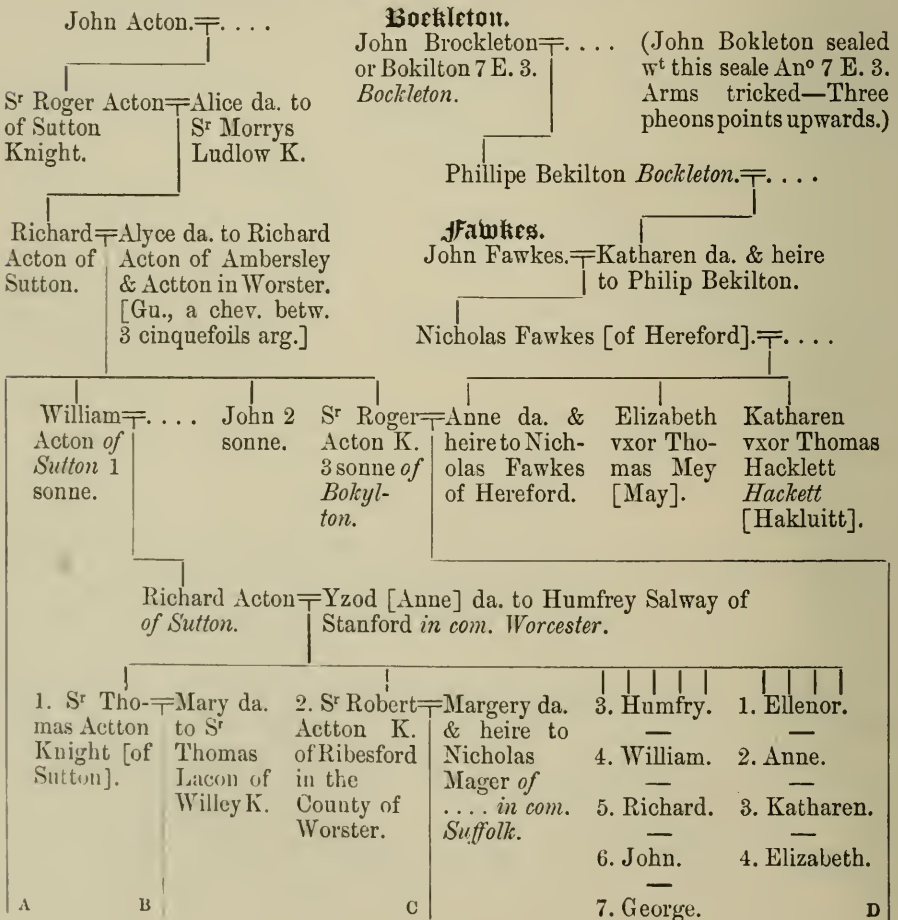 John Acton.
. . . .
Bockleton.
John Brockleton
or Bokilton 7 E. 3.
Bockleton.
. . . .
(John Bokleton sealed
wᵗ this seale Anᵒ 7 E. 3.
Arms tricked—Three
pheons points upwards.)
Sʳ Roger Acton
of Sutton
Knight.
Alice da. to
Sʳ Morrys
Ludlow K.
Phillipe Bekilton Bockleton.
. . . .
Richard
Acton of
Sutton.
Alyce da. to Richard
Acton of Ambersley
& Actton in Worster.
[Gu., a chev. betw.
3 cinquefoils arg.]
Fawkes.
John Fawkes.
Katharen da. & heire
to Philip Bekilton.
Nicholas Fawkes [of Hereford].
. . . .
William
Acton of
Sutton 1
sonne.
. . . .
John 2
sonne.
Sʳ Roger
Acton K.
3 sonne of
Bokyl-
ton.
Anne da. &
heire to Nich-
olas Fawkes
of Hereford.
Elizabeth
vxor Tho-
mas Mey
[May].
Katharen
vxor Thomas
Hacklett
Hackett
[Hakluitt].
Richard Acton
of Sutton.
Yzod [Anne] da. to Humfrey Salway of
Stanford in com. Worcester.
1. Sʳ Tho-
mas Actton
Knight [of
Sutton].
Mary da.
to Sʳ
Thomas
Lacon of
Willey K.
2. Sʳ Robert
Actton K.
of Ribesford
in the
County of
Worster.
Margery da.
& heire to
Nicholas
Mager of
. . . . in com.
Suffolk.
3. Humfry.
4. William.
5. Richard.
6. John.
7. George.
1. Ellenor.
2. Anne.
3. Katharen.
4. Elizabeth.
A
B
C
D